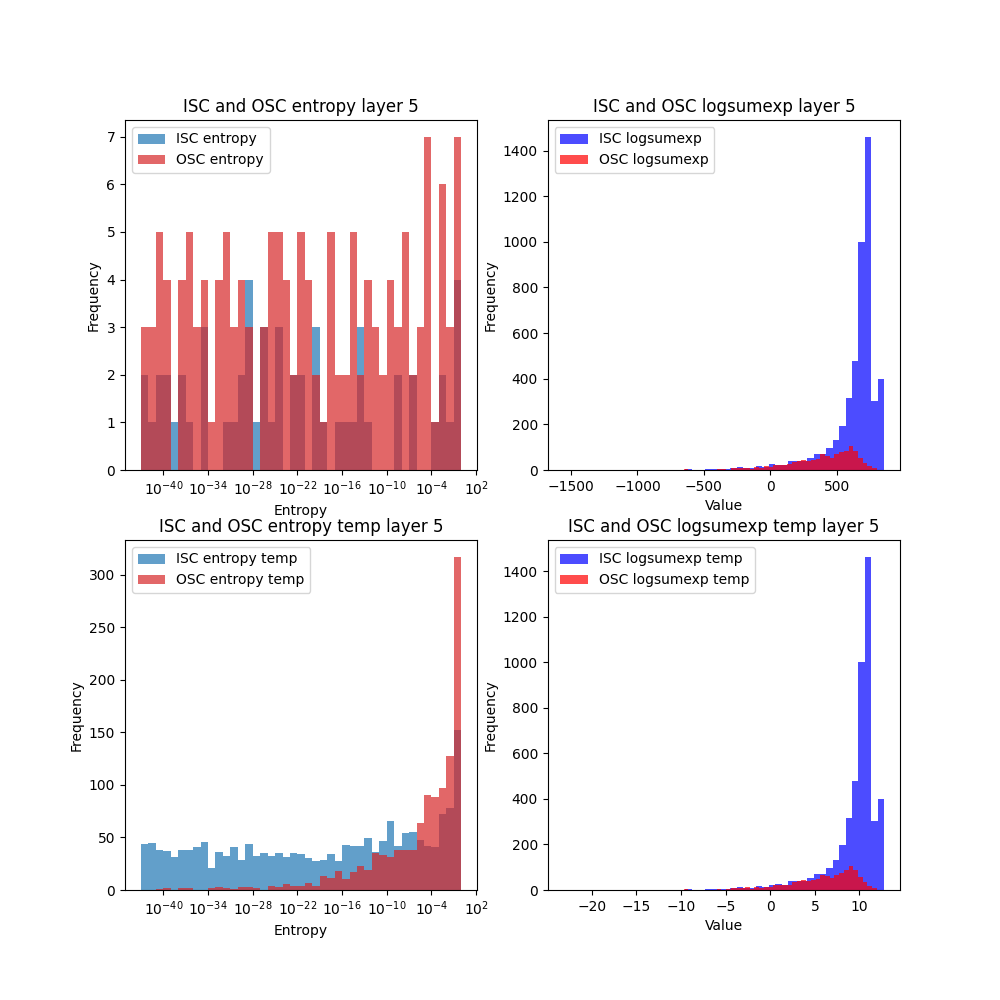 ISC and OSC entropy layer 5
ISC entropy
OSC entropy
Frequency
7
6
5
4
3
2
1
0
10⁻⁴⁰ 10⁻³⁴ 10⁻²⁸ 10⁻²² 10⁻¹⁶ 10⁻¹⁰ 10⁻⁴ 10²
Entropy
ISC and OSC logsumexp layer 5
ISC logsumexp
OSC logsumexp
Frequency
1400
1200
1000
800
600
400
200
0
−1500 −1000 −500 0 500
Value
ISC and OSC entropy temp layer 5
ISC entropy temp
OSC entropy temp
Frequency
300
250
200
150
100
50
0
10⁻⁴⁰ 10⁻³⁴ 10⁻²⁸ 10⁻²² 10⁻¹⁶ 10⁻¹⁰ 10⁻⁴ 10²
Entropy
ISC and OSC logsumexp temp layer 5
ISC logsumexp temp
OSC logsumexp temp
Frequency
1400
1200
1000
800
600
400
200
0
−20 −15 −10 −5 0 5 10
Value